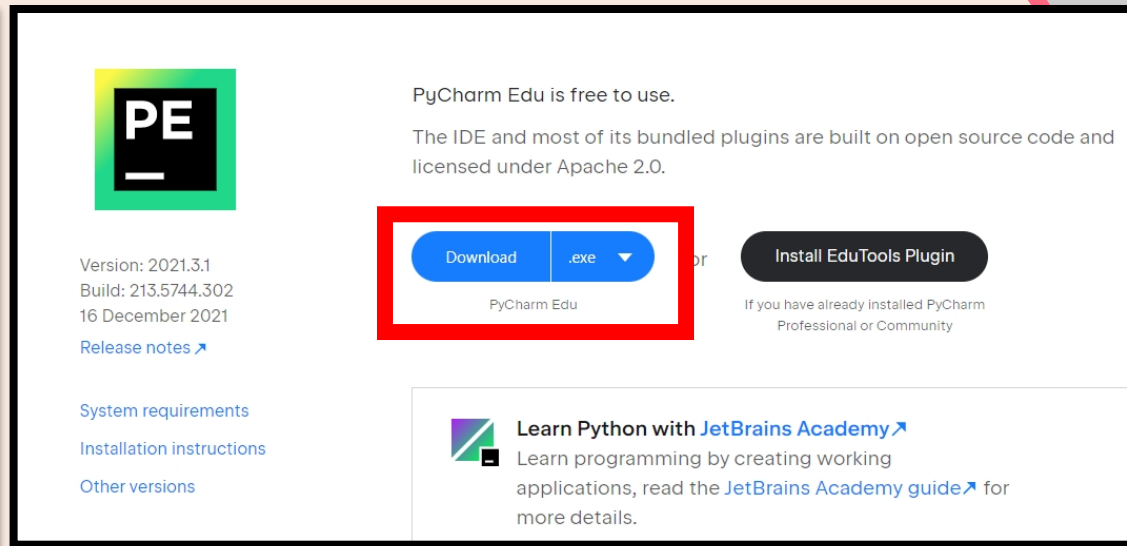 PE
PyCharm Edu is free to use.
The IDE and most of its bundled plugins are built on open source code and
licensed under Apache 2.0.
Download .exe
PyCharm Edu
or
Install EduTools Plugin
If you have already installed PyCharm
Professional or Community
Version: 2021.3.1
Build: 213.5744.302
16 December 2021
Release notes
System requirements
Installation instructions
Other versions
Learn Python with JetBrains Academy
Learn programming by creating working
applications, read the JetBrains Academy guide for
more details.